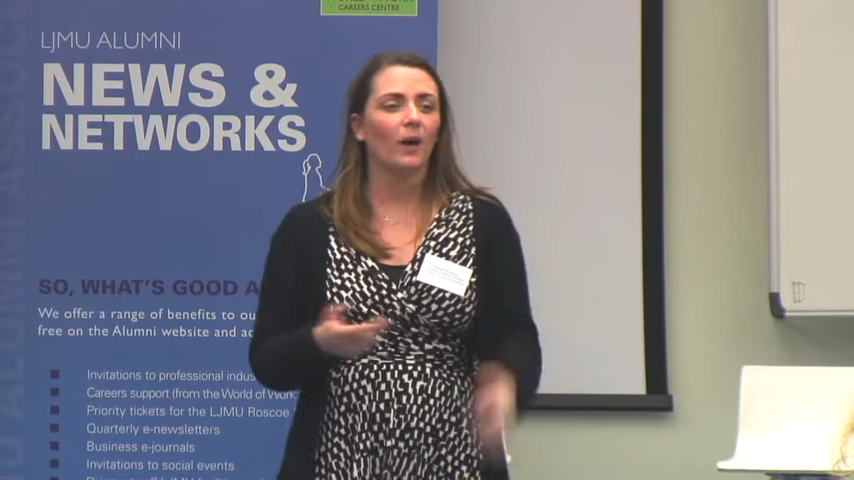 CAREERS CENTRE
LJMU ALUMNI
NEWS &
NETWORKS
SO, WHAT'S GOOD A
We offer a range of benefits to ou
free on the Alumni website and ac
Invitations to professional indus
Careers support (from the World of Work
Priority tickets for the LJMU Roscoe
Quarterly e-newsletters
Business e-journals
Invitations to social events